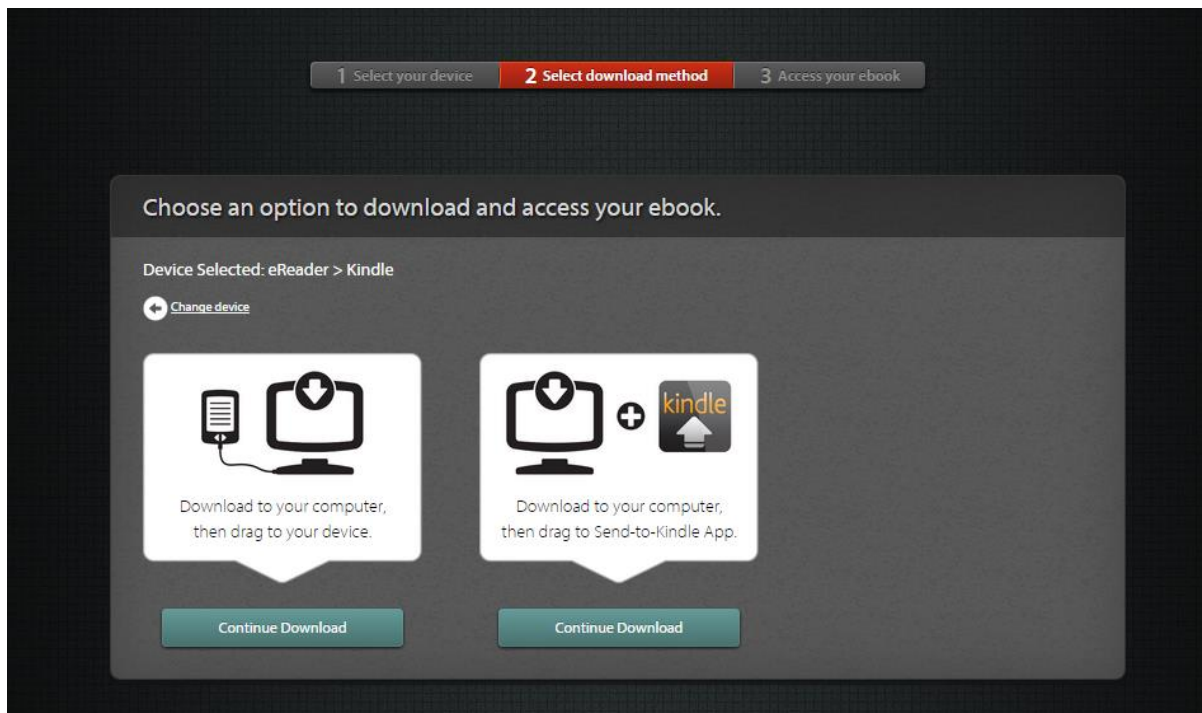 1 Select your device 2 Select download method 3 Access your ebook
Choose an option to download and access your ebook.
Device Selected: eReader > Kindle
Change device
kindle
Download to your computer,
then drag to your device.
Download to your computer,
then drag to Send-to-Kindle App.
Continue Download
Continue Download